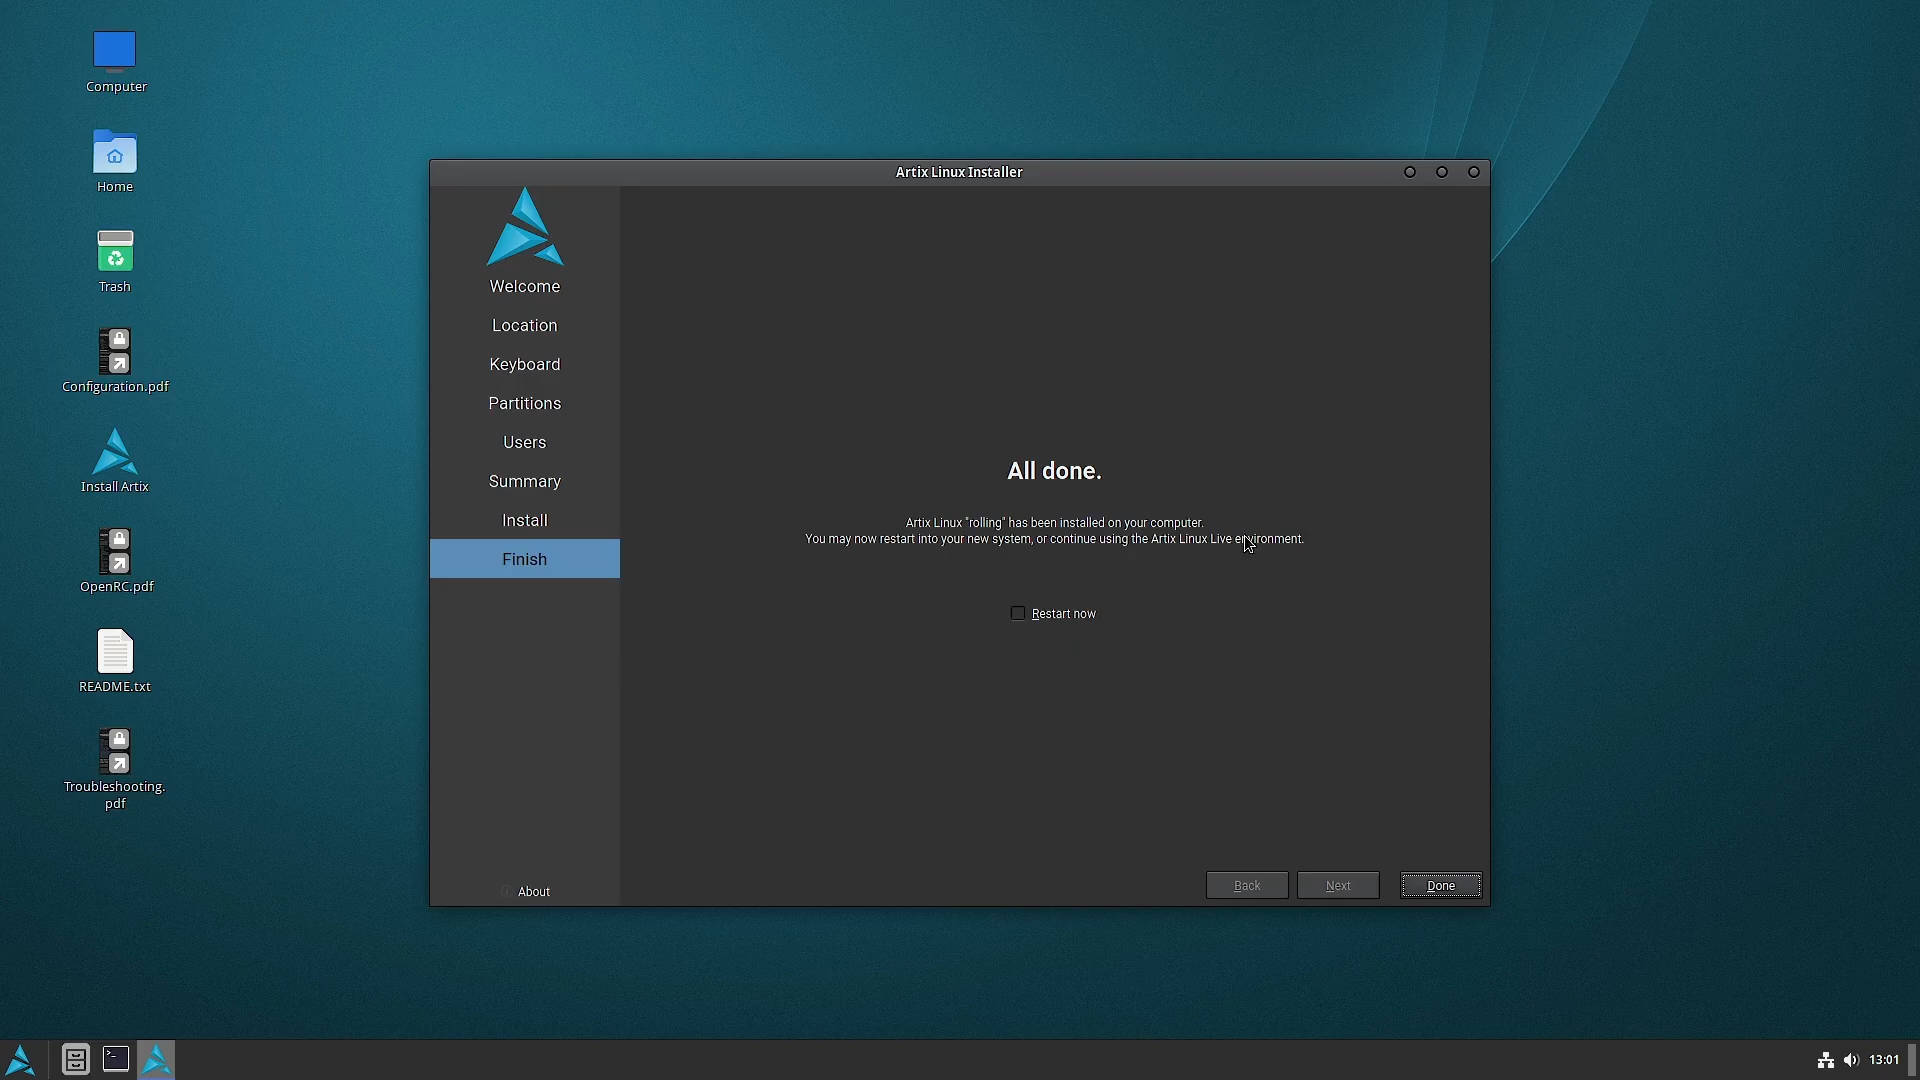 Computer
Home
Trash
Configuration.pdf
Install Artix
OpenRC.pdf
README.txt
Troubleshooting.
pdf
Artix Linux Installer
Welcome
Location
Keyboard
Partitions
Users
Summary
Install
Finish
About
All done.
Artix Linux "rolling" has been installed on your computer.
You may now restart into your new system, or continue using the Artix Linux Live environment.
Restart now
Back
Next
Done
13:01